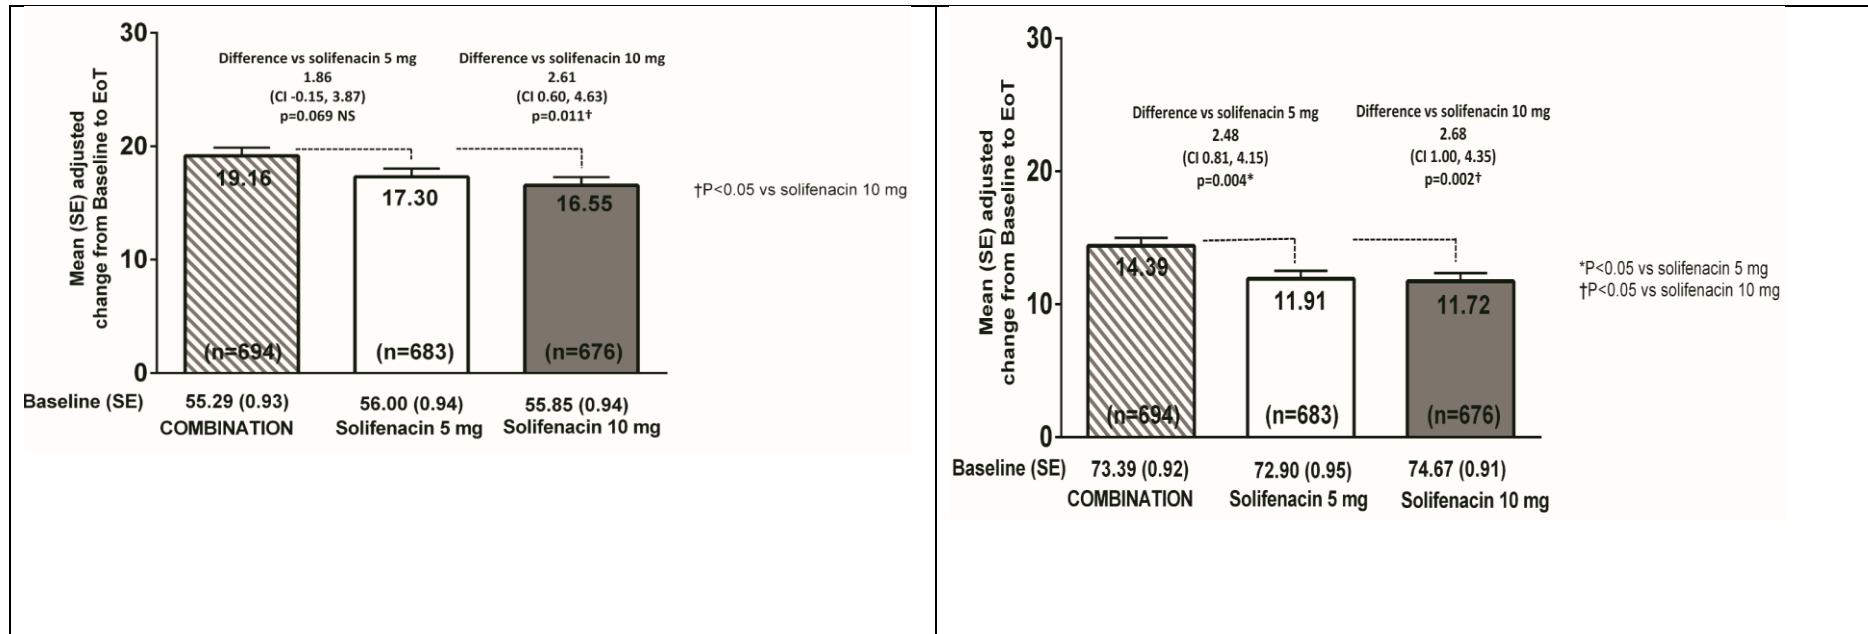 30
20
10
0
Mean (SE) adjusted
change from Baseline to EoT
Difference vs solifenacin 5 mg
1.86
(CI -0.15, 3.87)
p=0.069 NS
Difference vs solifenacin 10 mg
2.61
(CI 0.60, 4.63)
p=0.011†
19.16
17.30
16.55
(n=694)
(n=683)
(n=676)
†P<0.05 vs solifenacin 10 mg
Baseline (SE) 55.29 (0.93) 56.00 (0.94) 55.85 (0.94)
COMBINATION Solifenacin 5 mg Solifenacin 10 mg
30
20
10
0
Mean (SE) adjusted
change from Baseline to EoT
Difference vs solifenacin 5 mg
2.48
(CI 0.81, 4.15)
p=0.004*
Difference vs solifenacin 10 mg
2.68
(CI 1.00, 4.35)
p=0.002†
14.39
11.91
11.72
(n=694)
(n=683)
(n=676)
*P<0.05 vs solifenacin 5 mg
†P<0.05 vs solifenacin 10 mg
Baseline (SE) 73.39 (0.92) 72.90 (0.95) 74.67 (0.91)
COMBINATION Solifenacin 5 mg Solifenacin 10 mg